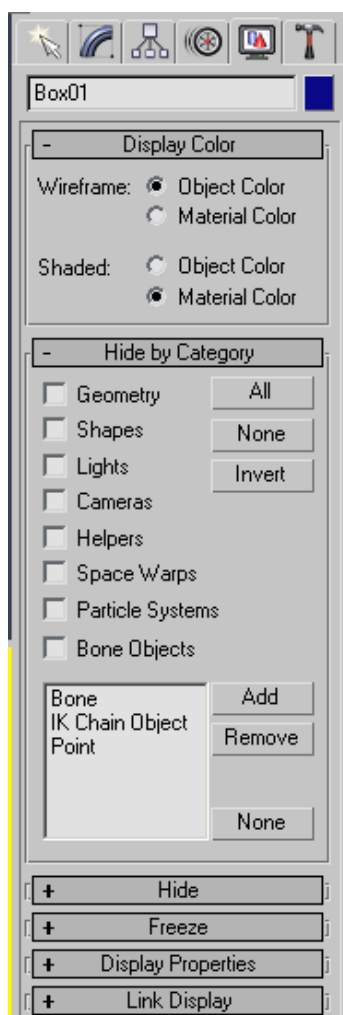 Box01
- Display Color
Wireframe: Object Color
Material Color
Shaded: Object Color
Material Color
- Hide by Category
Geometry All
Shapes None
Lights Invert
Cameras
Helpers
Space Warps
Particle Systems
Bone Objects
Bone Add
IK Chain Object
Point Remove
None
+ Hide
+ Freeze
+ Display Properties
+ Link Display